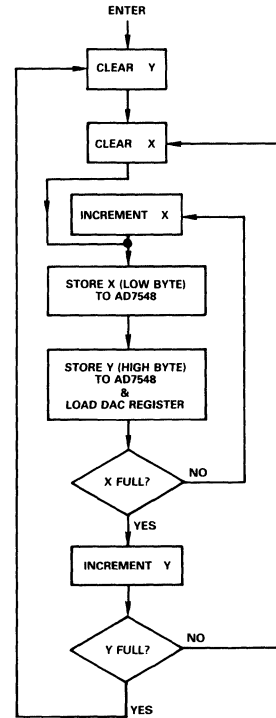 ENTER
CLEAR Y
CLEAR X
INCREMENT X
STORE X (LOW BYTE)
TO AD7548
STORE Y (HIGH BYTE)
TO AD7548
&
LOAD DAC REGISTER
X FULL?
NO
YES
INCREMENT Y
Y FULL?
NO
YES